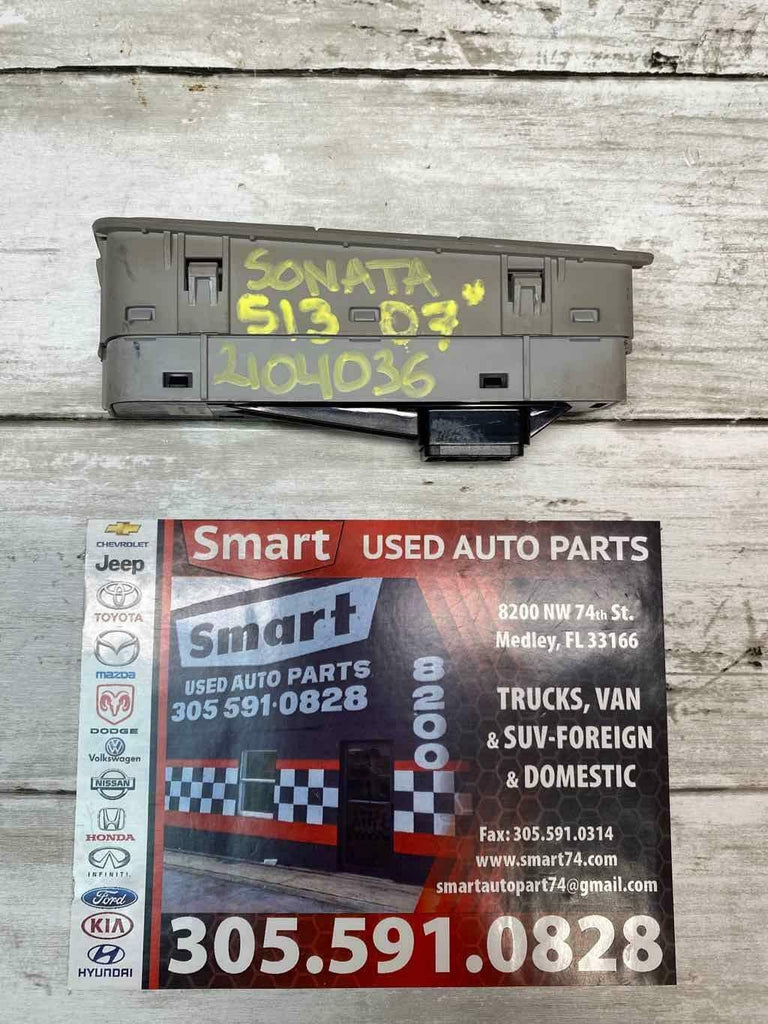 SONATA
513 07*
2104036
CHEVROLET
Jeep
TOYOTA
mazda
DODGE
Volkswagen
NISSAN
HONDA
INFINITI.
Ford
KIA
HYUNDAI
Smart USED AUTO PARTS
Smart
USED AUTO PARTS
305 591·0828
8200
8200 NW 74th St.
Medley, FL 33166
TRUCKS, VAN
& SUV-FOREIGN
& DOMESTIC
Fax: 305.591.0314
www.smart74.com
smartautopart74@gmail.com
305.591.0828